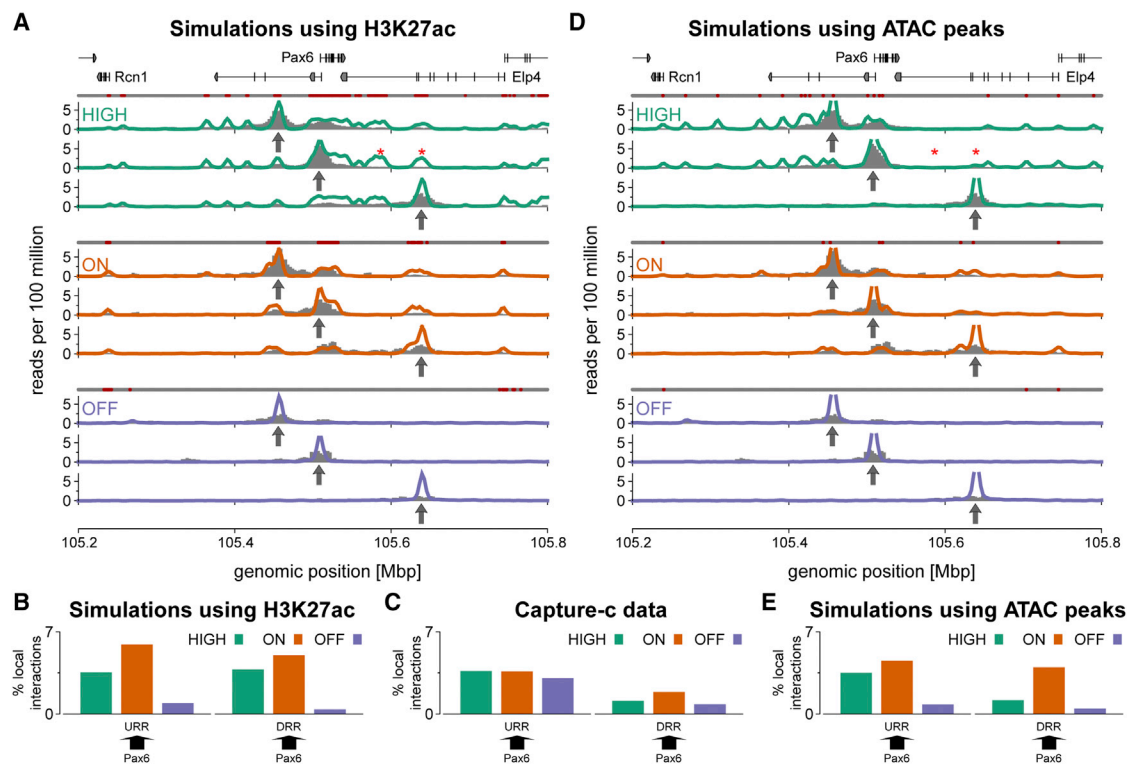 A
Simulations using H3K27ac
Pax6
Rcn1
Elp4
reads per 100 million
HIGH
5
0
5
0
* *
5
0
ON
5
0
5
0
5
0
OFF
5
0
5
0
5
0
105.2 105.4 105.6 105.8
genomic position [Mbp]
D
Simulations using ATAC peaks
Pax6
Rcn1
Elp4
reads per 100 million
HIGH
5
0
5
0
* *
5
0
ON
5
0
5
0
5
0
OFF
5
0
5
0
5
0
105.2 105.4 105.6 105.8
genomic position [Mbp]
B
Simulations using H3K27ac
HIGH ON OFF
7
0
% local
interactions
URR DRR
Pax6 Pax6
C
Capture-c data
HIGH ON OFF
7
0
% local
interactions
URR DRR
Pax6 Pax6
E
Simulations using ATAC peaks
HIGH ON OFF
7
0
% local
interactions
URR DRR
Pax6 Pax6